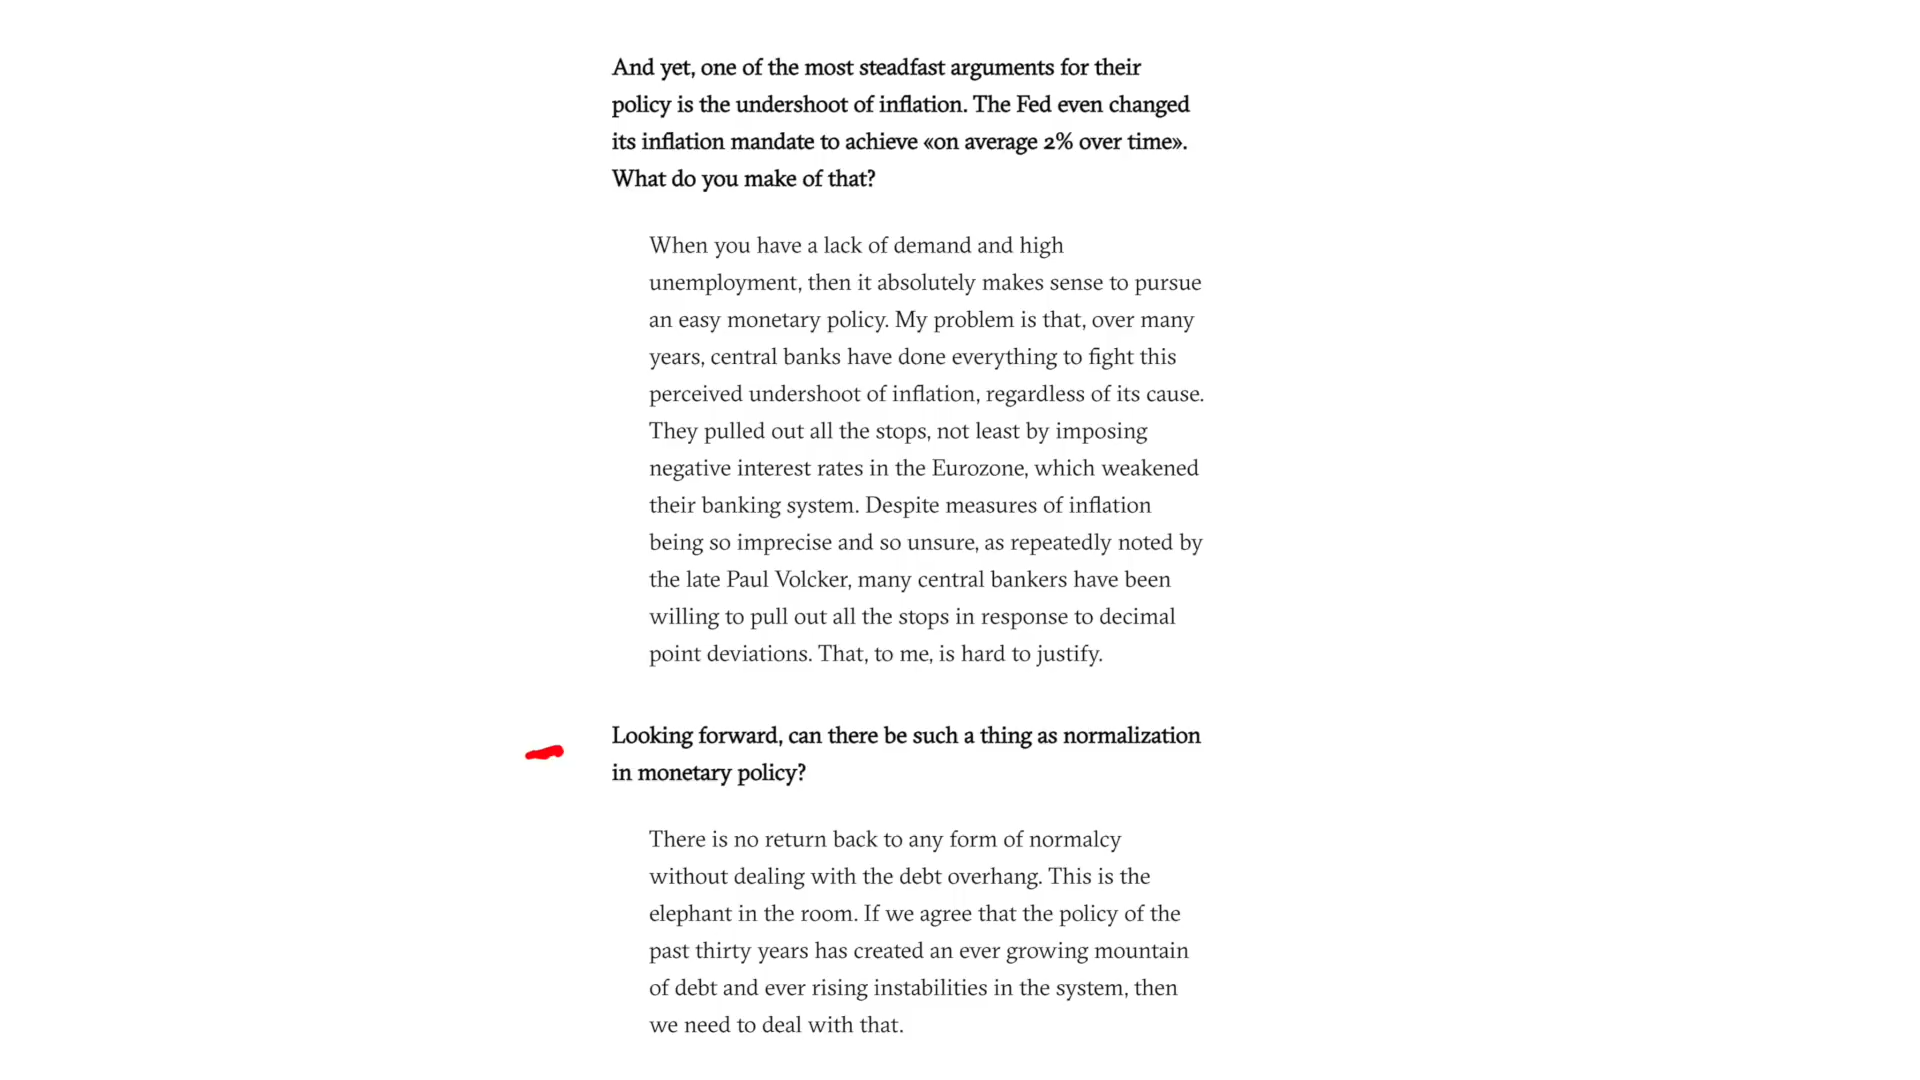 And yet, one of the most steadfast arguments for their
policy is the undershoot of inflation. The Fed even changed
its inflation mandate to achieve «on average 2% over time».
What do you make of that?
When you have a lack of demand and high
unemployment, then it absolutely makes sense to pursue
an easy monetary policy. My problem is that, over many
years, central banks have done everything to fight this
perceived undershoot of inflation, regardless of its cause.
They pulled out all the stops, not least by imposing
negative interest rates in the Eurozone, which weakened
their banking system. Despite measures of inflation
being so imprecise and so unsure, as repeatedly noted by
the late Paul Volcker, many central bankers have been
willing to pull out all the stops in response to decimal
point deviations. That, to me, is hard to justify.
Looking forward, can there be such a thing as normalization
in monetary policy?
There is no return back to any form of normalcy
without dealing with the debt overhang. This is the
elephant in the room. If we agree that the policy of the
past thirty years has created an ever growing mountain
of debt and ever rising instabilities in the system, then
we need to deal with that.